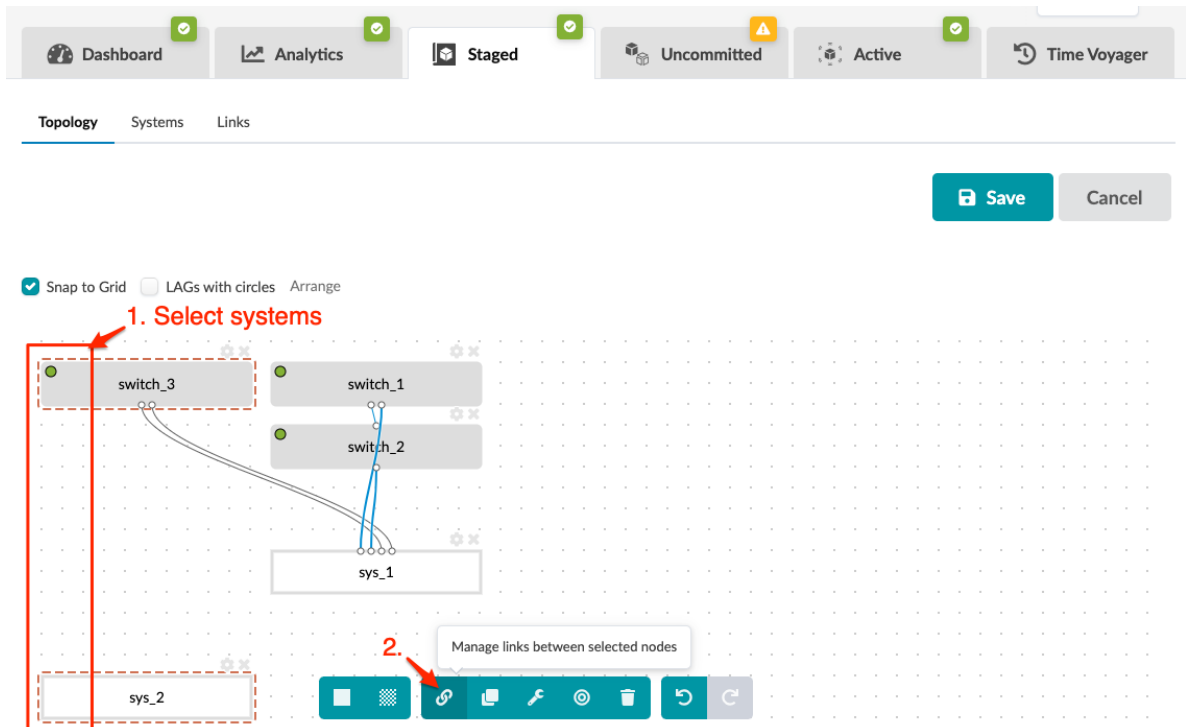 Dashboard Analytics Staged Uncommitted Active Time Voyager
Topology Systems Links
Save Cancel
Snap to Grid LAGs with circles Arrange
1. Select systems
switch_3 switch_1
switch_2
sys_1
2. Manage links between selected nodes
sys_2